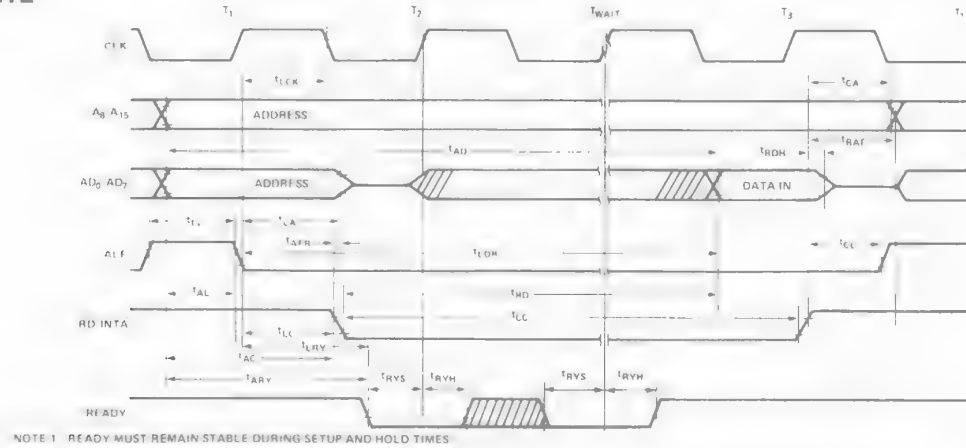 T1 T2 TWAIT T3
CLK
tLCK tCA
A8 A15 ADDRESS
tRAE
tAD tRDH
AD0 AD7 ADDRESS DATA IN
tLL tLA
tAFR tCL
ALE tLDR
tAL tRD
RD INTA tCC
tLC
tLRY
tAC
tARY tRYS tRYH tRYS tRYH
READY
NOTE 1 READY MUST REMAIN STABLE DURING SETUP AND HOLD TIMES